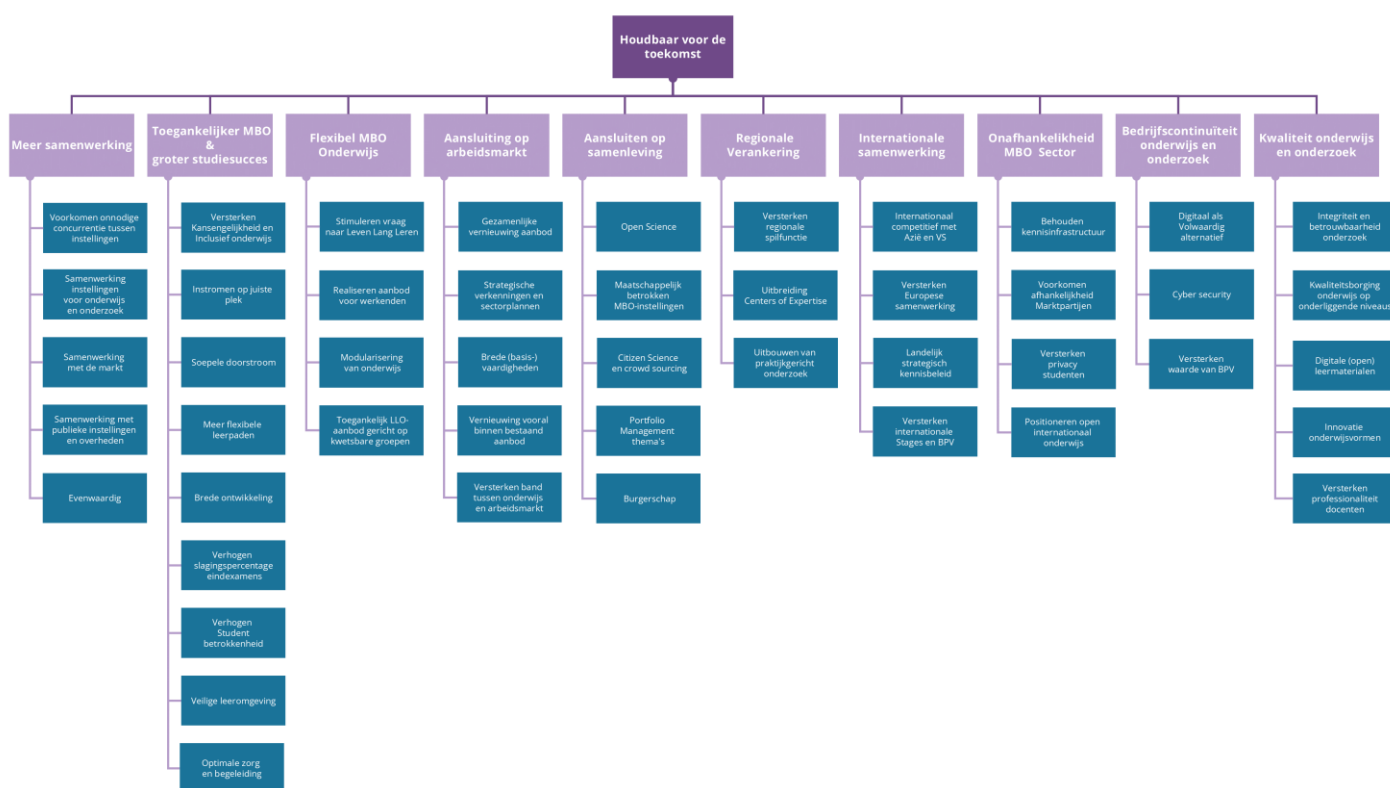 Houdbaar voor de
toekomst
Meer samenwerking
Voorkomen onnodige
concurrentie tussen
instellingen
Samenwerking
instellingen
voor onderwijs
en onderzoek
Samenwerking
met de markt
Samenwerking met
publieke instellingen
en overheden
Evenwaardig
Toegankelijker MBO
&
groter studiesucces
Versterken
Kansengelijkheid en
Inclusief onderwijs
Instromen op juiste
plek
Soepele doorstroom
Meer flexibele
leerpaden
Brede ontwikkeling
Verhogen
slagingspercentage
eindexamens
Verhogen
Student
betrokkenheid
Veilige leeromgeving
Optimale zorg
en begeleiding
Flexibel MBO
Onderwijs
Stimuleren vraag
naar Leven Lang Leren
Realiseren aanbod
voor werkenden
Modularisering
van onderwijs
Toegankelijk LLO-
aanbod gericht op
kwetsbare groepen
Aansluiting op
arbeidsmarkt
Gezamenlijke
vernieuwing aanbod
Strategische
verkenningen en
sectorplannen
Brede (basis-)
vaardigheden
Vernieuwing vooral
binnen bestaand
aanbod
Versterken band
tussen onderwijs
en arbeidsmarkt
Aansluiten op
samenleving
Open Science
Maatschappelijk
betrokken
MBO-instellingen
Citizen Science
en crowd sourcing
Portfolio
Management
thema's
Burgerschap
Regionale
Verankering
Versterken
regionale
spilfunctie
Uitbreiding
Centers of Expertise
Uitbouwen van
praktijkgericht
onderzoek
Internationale
samenwerking
Internationaal
competitief met
Azië en VS
Versterken
Europese
samenwerking
Landelijk
strategisch
kennisbeleid
Versterken
internationale
Stages en BPV
Onafhankelikheid
MBO Sector
Behouden
kennisinfrastructuur
Voorkomen
afhankelijkheid
Marktpartijen
Versterken
privacy
studenten
Positioneren open
internationaal
onderwijs
Bedrijfscontinuïteit
onderwijs en
onderzoek
Digitaal als
Volwaardig
alternatief
Cyber security
Versterken
waarde van BPV
Kwaliteit onderwijs
en onderzoek
Integriteit en
betrouwbaarheid
onderzoek
Kwaliteitsborging
onderwijs op
onderliggende niveaus
Digitale (open)
leermaterialen
Innovatie
onderwijsvormen
Versterken
professionaliteit
docenten